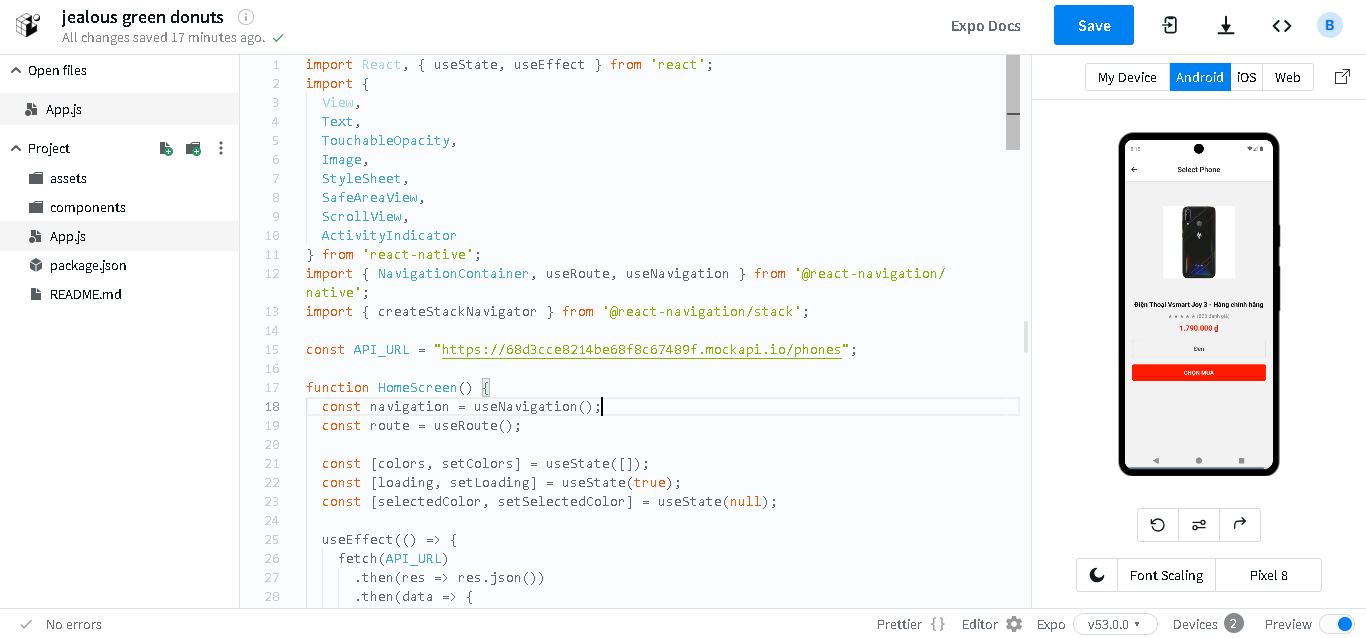 jealous green donuts
All changes saved 17 minutes ago.
Expo Docs
Save
B
Open files
App.js
Project
assets
components
App.js
package.json
README.md
1 import React, { useState, useEffect } from 'react';
2 import {
3 View,
4 Text,
5 TouchableOpacity,
6 Image,
7 StyleSheet,
8 SafeAreaView,
9 ScrollView,
10 ActivityIndicator
11 } from 'react-native';
12 import { NavigationContainer, useRoute, useNavigation } from '@react-navigation/
native';
13 import { createStackNavigator } from '@react-navigation/stack';
14
15 const API_URL = "https://68d3cce8214be68f8c67489f.mockapi.io/phones";
16
17 function HomeScreen() {
18 const navigation = useNavigation();
19 const route = useRoute();
20
21 const [colors, setColors] = useState([]);
22 const [loading, setLoading] = useState(true);
23 const [selectedColor, setSelectedColor] = useState(null);
24
25 useEffect(() => {
26 fetch(API_URL)
27 .then(res => res.json())
28 .then(data => {
My Device
Android
iOS
Web
Select Phone
Điện Thoại Vsmart Joy 3 - Hàng chính hãng
★★★★★ (828 đánh giá)
1.790.000 ₫
Đen
CHỌN MUA
Font Scaling
Pixel 8
No errors
Prettier {}
Editor
Expo
v53.0.0
Devices 2
Preview